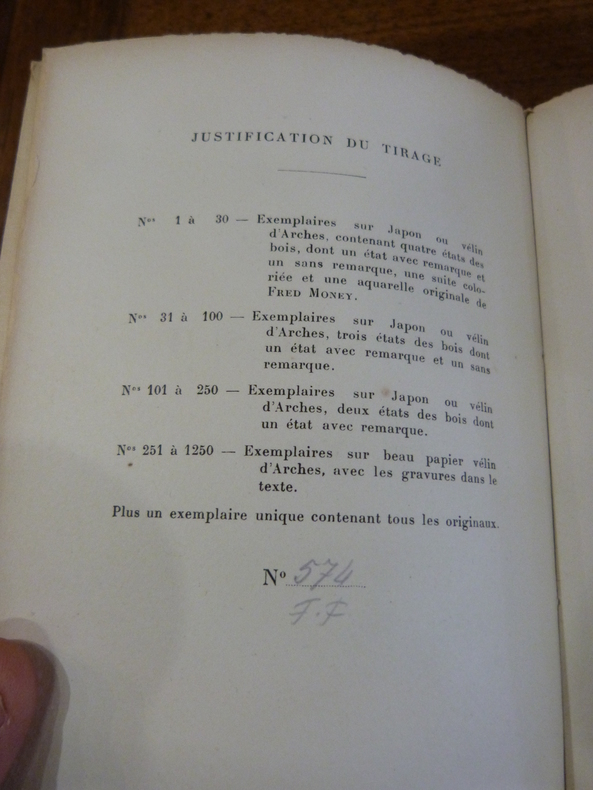 JUSTIFICATION DU TIRAGE
Nos 1 à 30 — Exemplaires sur Japon ou vélin
d'Arches, contenant quatre états des
bois, dont un état avec remarque et
un sans remarque, une suite colo-
riée et une aquarelle originale de
FRED MONEY.
Nos 31 à 100 — Exemplaires sur Japon ou vélin
d'Arches, trois états des bois dont
un état avec remarque et un sans
remarque.
Nos 101 à 250 — Exemplaires sur Japon ou vélin
d'Arches, deux états des bois dont
un état avec remarque.
Nos 251 à 1250 — Exemplaires sur beau papier vélin
d'Arches, avec les gravures dans le
texte.
Plus un exemplaire unique contenant tous les originaux.
No 574
F.F